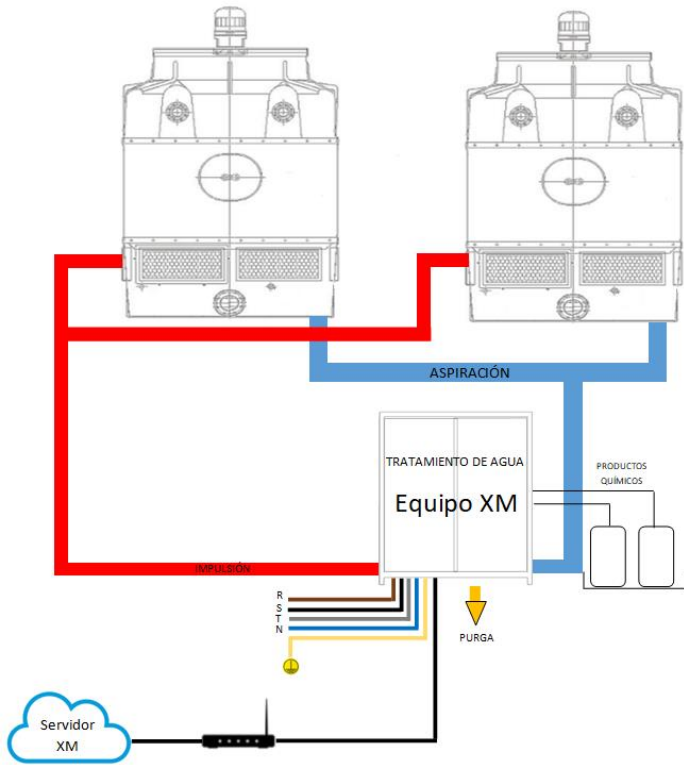 ASPIRACIÓN
TRATAMIENTO DE AGUA
Equipo XM
PRODUCTOS
QUÍMICOS
IMPULSIÓN
R
S
T
N
PURGA
Servidor
XM